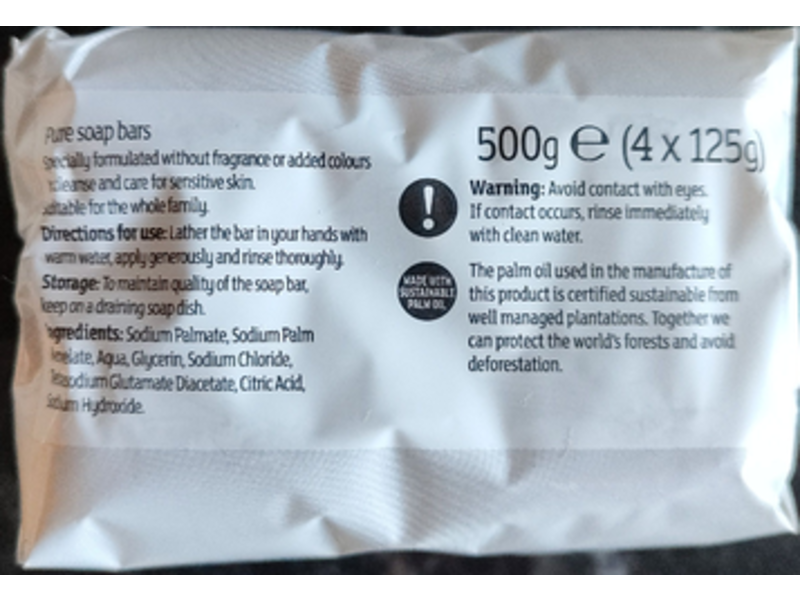 Pure soap bars
Specially formulated without fragrance or added colours
cleanse and care for sensitive skin.
Suitable for the whole family.
Directions for use: Lather the bar in your hands with
warm water, apply generously and rinse thoroughly.
Storage: To maintain quality of the soap bar,
keep on a draining soap dish.
Ingredients: Sodium Palmate, Sodium Palm
Kernelate, Aqua, Glycerin, Sodium Chloride,
Tetrasodium Glutamate Diacetate, Citric Acid,
Sodium Hydroxide.
500g e (4 x 125g)
!
Warning: Avoid contact with eyes.
If contact occurs, rinse immediately
with clean water.
MADE WITH
SUSTAINABLE
PALM OIL
The palm oil used in the manufacture of
this product is certified sustainable from
well managed plantations. Together we
can protect the world's forests and avoid
deforestation.